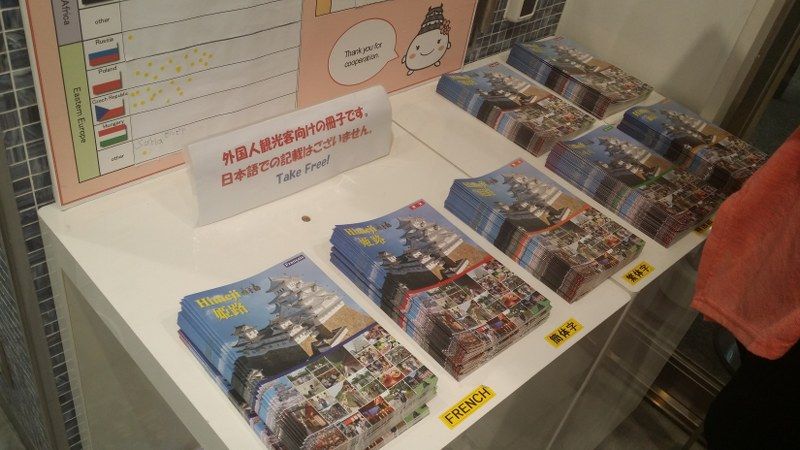 Africa
other
Russia
Poland
Czech Republic
Hungary
other
Eastern Europe
Thank you for
cooperation.
外国人観光客向けの冊子です。
日本語での記載はございません。
Take Free!
Français
Himeji
姫路
Himeji
姫路
FRENCH
簡体字
繁体字